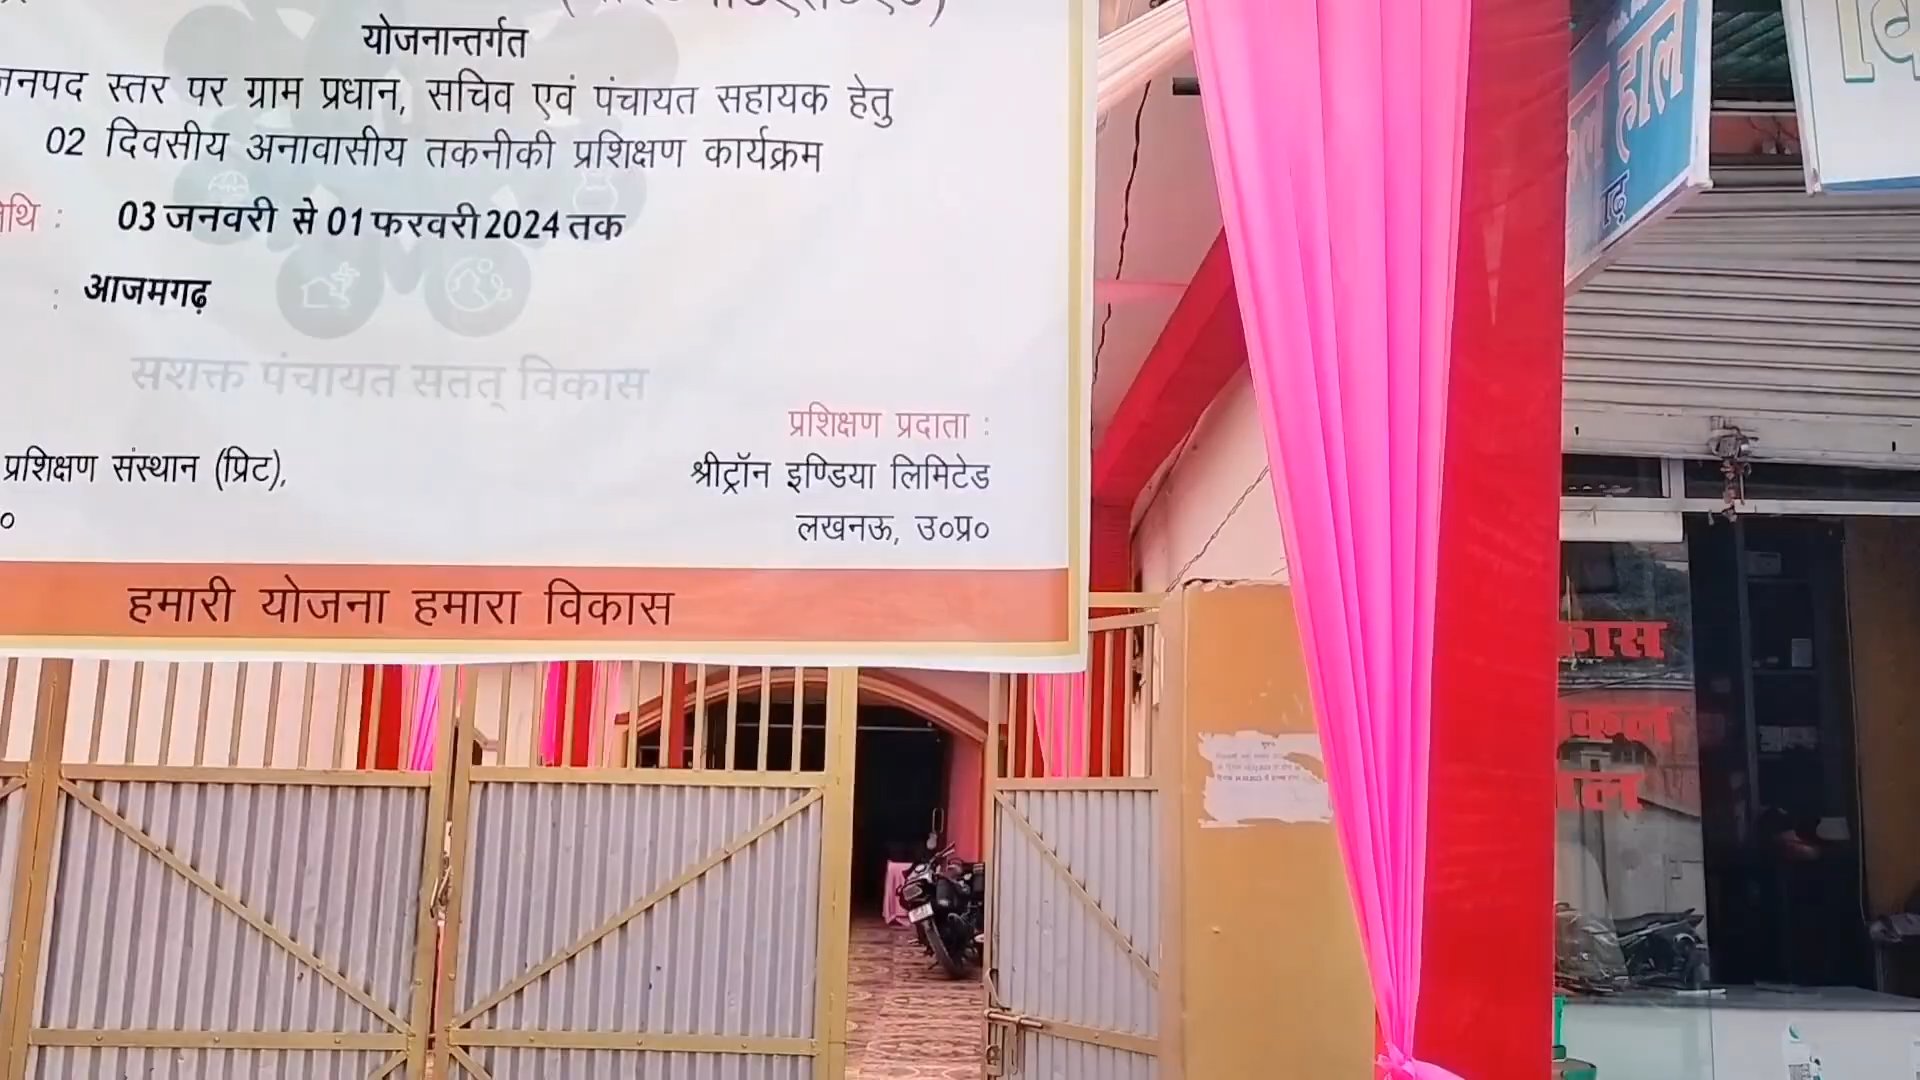 योजनान्तर्गत
जनपद स्तर पर ग्राम प्रधान, सचिव एवं पंचायत सहायक हेतु
02 दिवसीय अनावासीय तकनीकी प्रशिक्षण कार्यक्रम
03 जनवरी से 01 फरवरी 2024 तक
: आजमगढ़
सशक्त पंचायत सतत् विकास
प्रशिक्षण प्रदाता :
प्रशिक्षण संस्थान (प्रिट),
श्रीट्रॉन इण्डिया लिमिटेड
लखनऊ, उ०प्र०
हमारी योजना हमारा विकास
हाल